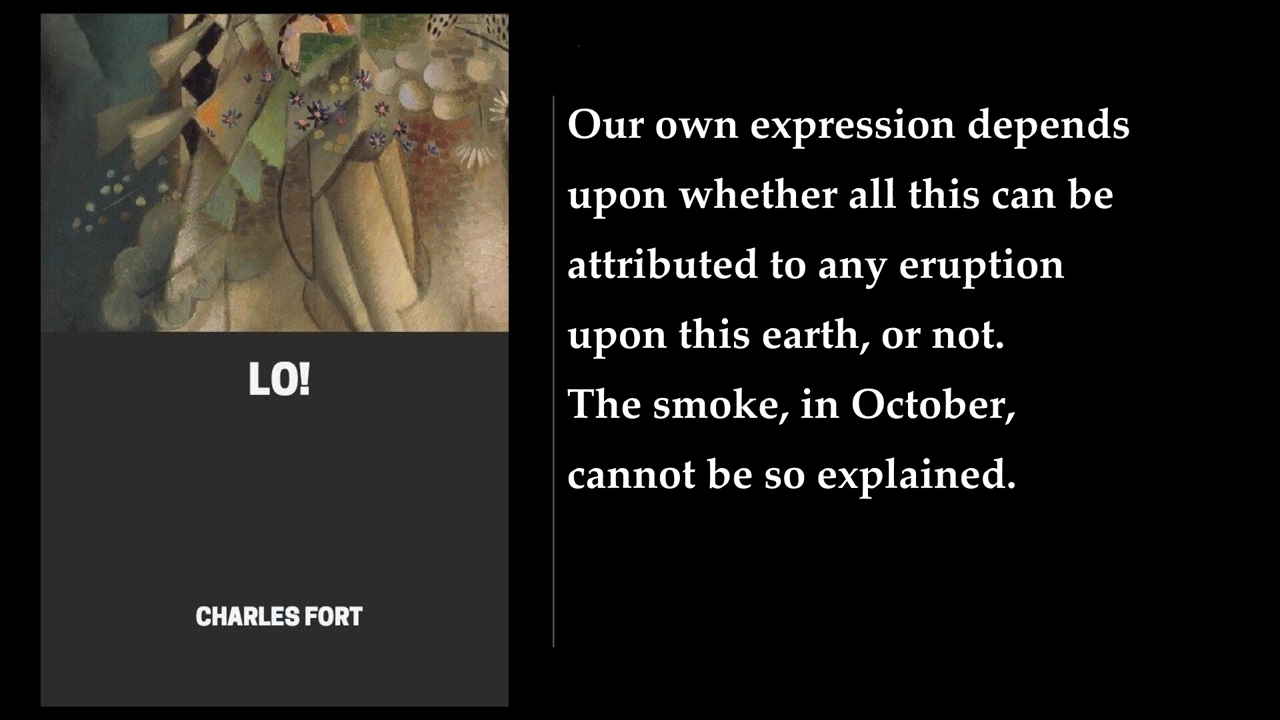 LO!
CHARLES FORT
Our own expression depends
upon whether all this can be
attributed to any eruption
upon this earth, or not.
The smoke, in October,
cannot be so explained.